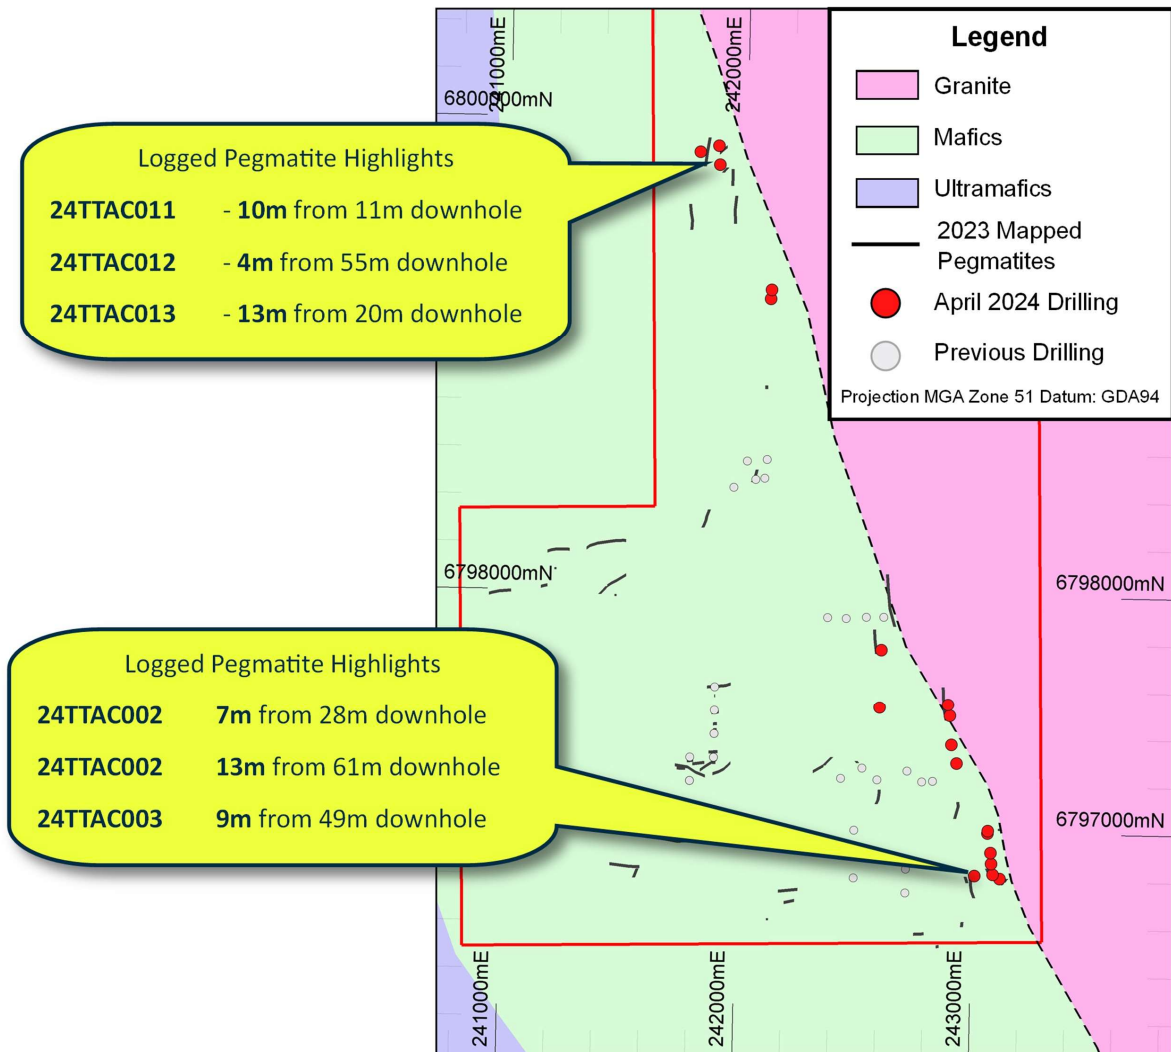 241000mE
242000mE
6800000mN
Legend
Granite
Mafics
Ultramafics
2023 Mapped
Pegmatites
April 2024 Drilling
Previous Drilling
Projection MGA Zone 51 Datum: GDA94
Logged Pegmatite Highlights
24TTAC011 - 10m from 11m downhole
24TTAC012 - 4m from 55m downhole
24TTAC013 - 13m from 20m downhole
6798000mN
6798000mN
Logged Pegmatite Highlights
24TTAC002 7m from 28m downhole
24TTAC002 13m from 61m downhole
24TTAC003 9m from 49m downhole
6797000mN
241000mE
242000mE
243000mE